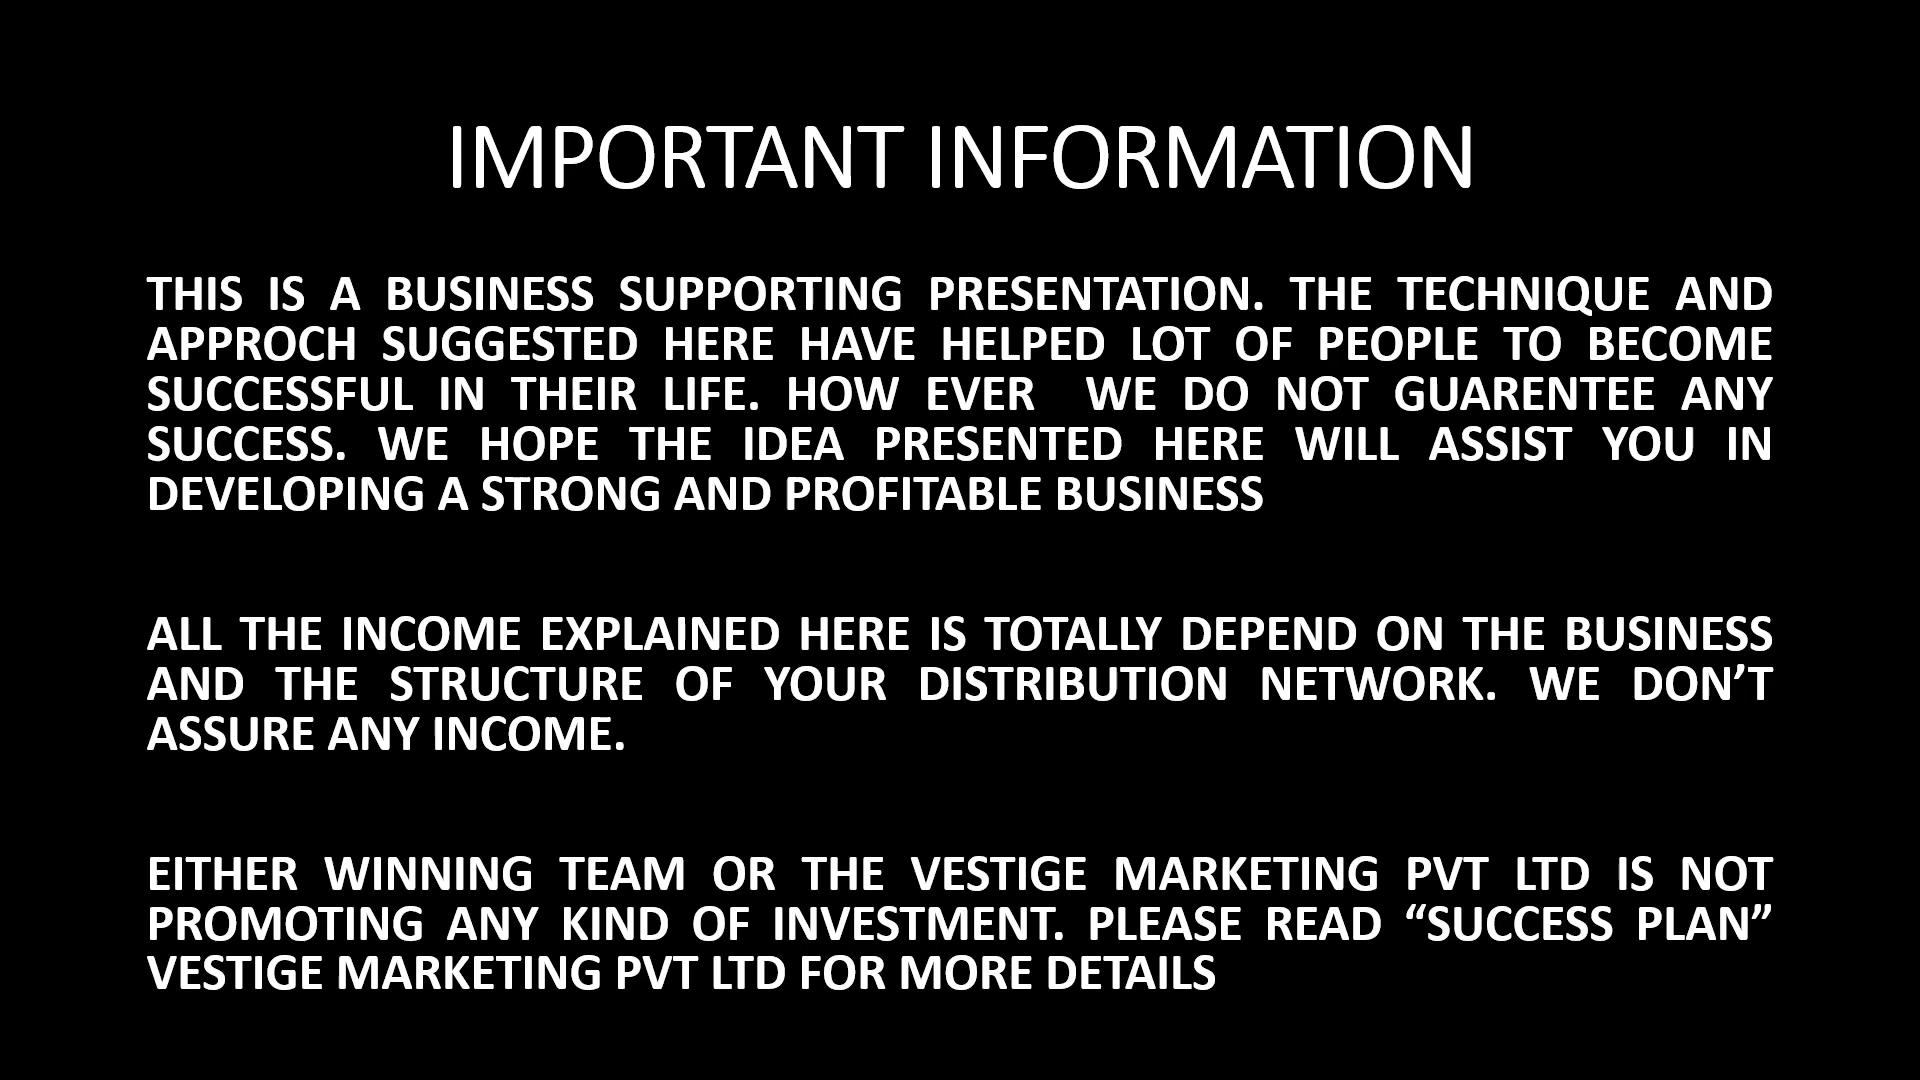 IMPORTANT INFORMATION
THIS IS A BUSINESS SUPPORTING PRESENTATION. THE TECHNIQUE AND
APPROCH SUGGESTED HERE HAVE HELPED LOT OF PEOPLE TO BECOME
SUCCESSFUL IN THEIR LIFE. HOW EVER WE DO NOT GUARENTEE ANY
SUCCESS. WE HOPE THE IDEA PRESENTED HERE WILL ASSIST YOU IN
DEVELOPING A STRONG AND PROFITABLE BUSINESS
ALL THE INCOME EXPLAINED HERE IS TOTALLY DEPEND ON THE BUSINESS
AND THE STRUCTURE OF YOUR DISTRIBUTION NETWORK. WE DON’T
ASSURE ANY INCOME.
EITHER WINNING TEAM OR THE VESTIGE MARKETING PVT LTD IS NOT
PROMOTING ANY KIND OF INVESTMENT. PLEASE READ “SUCCESS PLAN”
VESTIGE MARKETING PVT LTD FOR MORE DETAILS